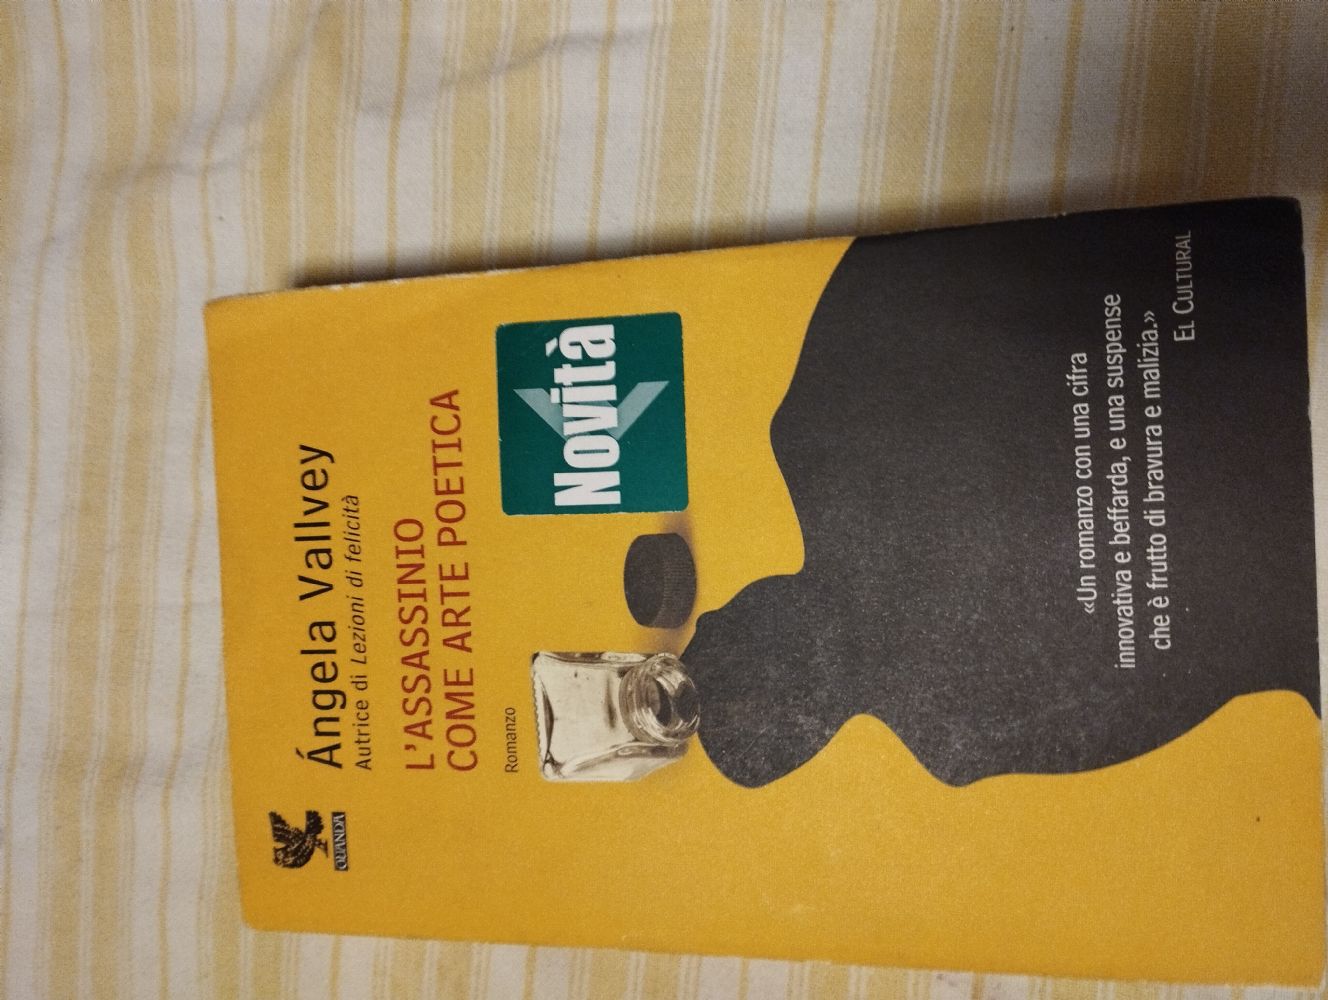 Ángela Vallvey
Autrice di Lezioni di felicità
L'ASSASSINIO
COME ARTE POETICA
Romanzo
GUANDA
Novità
«Un romanzo con una cifra
innovativa e beffarda, e una suspense
che è frutto di bravura e malizia.»
EL CULTURAL